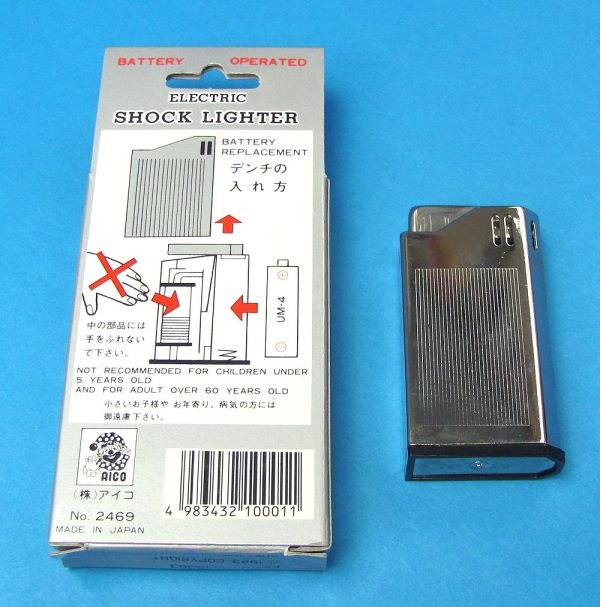 BATTERY OPERATED
ELECTRIC
SHOCK LIGHTER
BATTERY
REPLACEMENT
デンチの
入れ方
UM-4
中の部品には
手をふれない
で下さい。
NOT RECOMMENDED FOR CHILDREN UNDER
5 YEARS OLD
AND FOR ADULT OVER 60 YEARS OLD
小さいお子様や お年寄り、病気の方には
御遠慮下さい。
AICO
(株)アイコ
No. 2469
MADE IN JAPAN
4 983432 100011
© 1983 COPYRIGHT